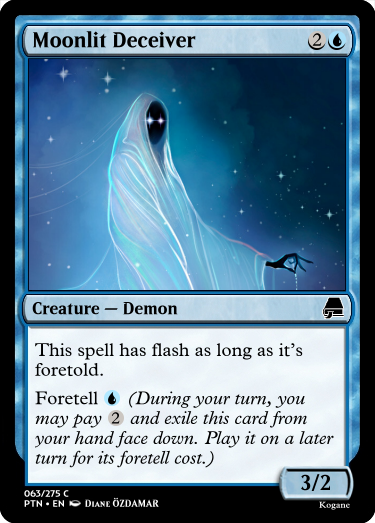 Moonlit Deceiver 2U
Creature — Demon
This spell has flash as long as it's
foretold.
Foretell U (During your turn, you
may pay 2 and exile this card from
your hand face down. Play it on a later
turn for its foretell cost.)
3/2
063/275 C
PTN • EN Diane ÖZDAMAR
Kogane